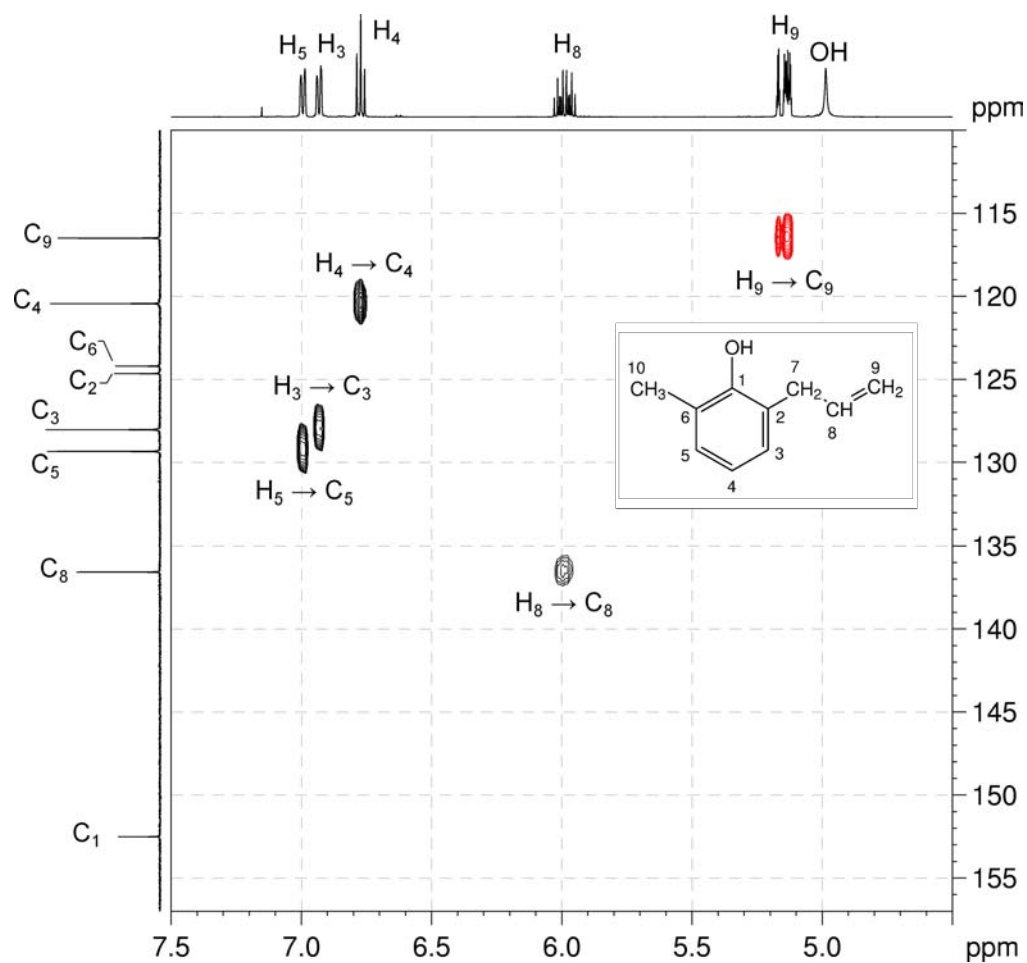 H₅ H₃ H₄ H₈ H₉ OH
ppm
C₉
C₄
C₆
C₂
C₃
C₅
C₈
C₁
H₄ → C₄
H₉ → C₉
H₃ → C₃
H₅ → C₅
H₈ → C₈
OH
10 CH₃ 1 7 CH₂ 9 CH₂
6 2 CH
8
5 3
4
115
120
125
130
135
140
145
150
155
7.5 7.0 6.5 6.0 5.5 5.0 ppm